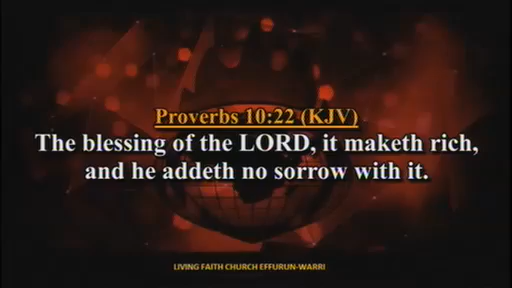 Proverbs 10:22 (KJV)
The blessing of the LORD, it maketh rich,
and he addeth no sorrow with it.
LIVING FAITH CHURCH EFFURUN-WARRI